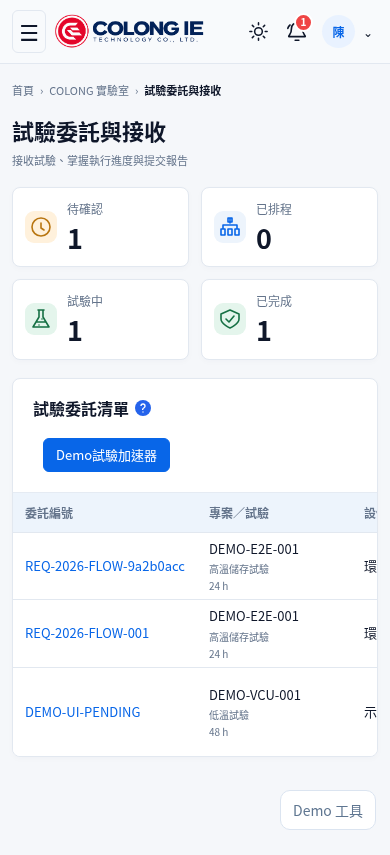 COLONG IE
TECHNOLOGY CO., LTD.
1
陳
首頁 › COLONG 實驗室 › 試驗委託與接收
試驗委託與接收
接收試驗、掌握執行進度與提交報告
待確認
1
已排程
0
試驗中
1
已完成
1
試驗委託清單 ?
Demo試驗加速器
委託編號 專案／試驗
REQ-2026-FLOW-9a2b0acc
DEMO-E2E-001
高溫儲存試驗
24 h
環
REQ-2026-FLOW-001
DEMO-E2E-001
高溫儲存試驗
24 h
環
DEMO-UI-PENDING
DEMO-VCU-001
低溫試驗
48 h
示
Demo 工具